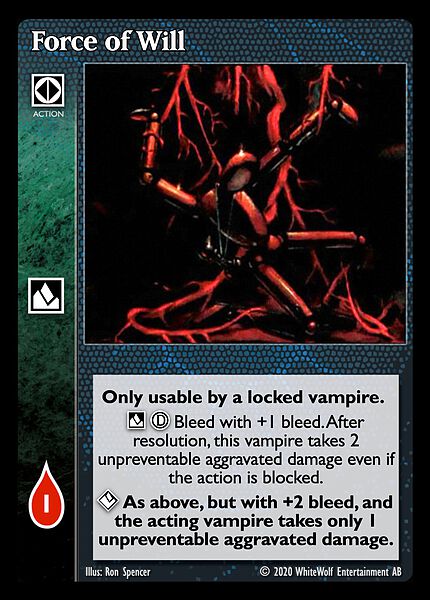 Force of Will
ACTION
Only usable by a locked vampire.
D Bleed with +1 bleed. After
resolution, this vampire takes 2
unpreventable aggravated damage even if
the action is blocked.
As above, but with +2 bleed, and
the acting vampire takes only 1
unpreventable aggravated damage.
1
Illus: Ron Spencer © 2020 WhiteWolf Entertainment AB